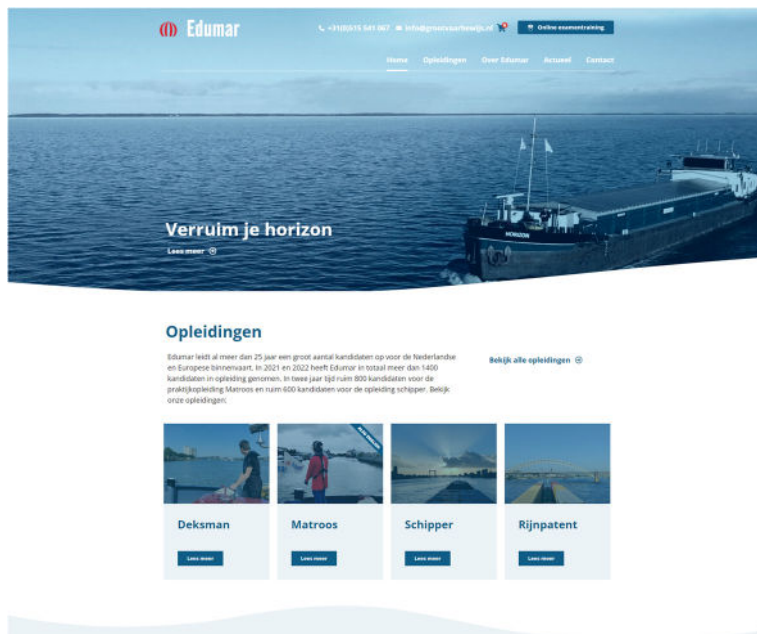 Edumar
+31(0)515 541 067 info@grootvaarbewijs.nl Online examentraining
Home Opleidingen Over Edumar Actueel Contact
HORIZON
Verruim je horizon
Lees meer
Opleidingen
Edumar leidt al meer dan 25 jaar een groot aantal kandidaten op voor de Nederlandse
en Europese binnenvaart. In 2021 en 2022 heeft Edumar in totaal meer dan 1400
kandidaten in opleiding genomen. In twee jaar tijd ruim 800 kandidaten voor de
praktijkopleiding Matroos en ruim 600 kandidaten voor de opleiding schipper. Bekijk
onze opleidingen:
Bekijk alle opleidingen
Deksman
Matroos
Schipper
Rijnpatent
Lees meer
Lees meer
Lees meer
Lees meer